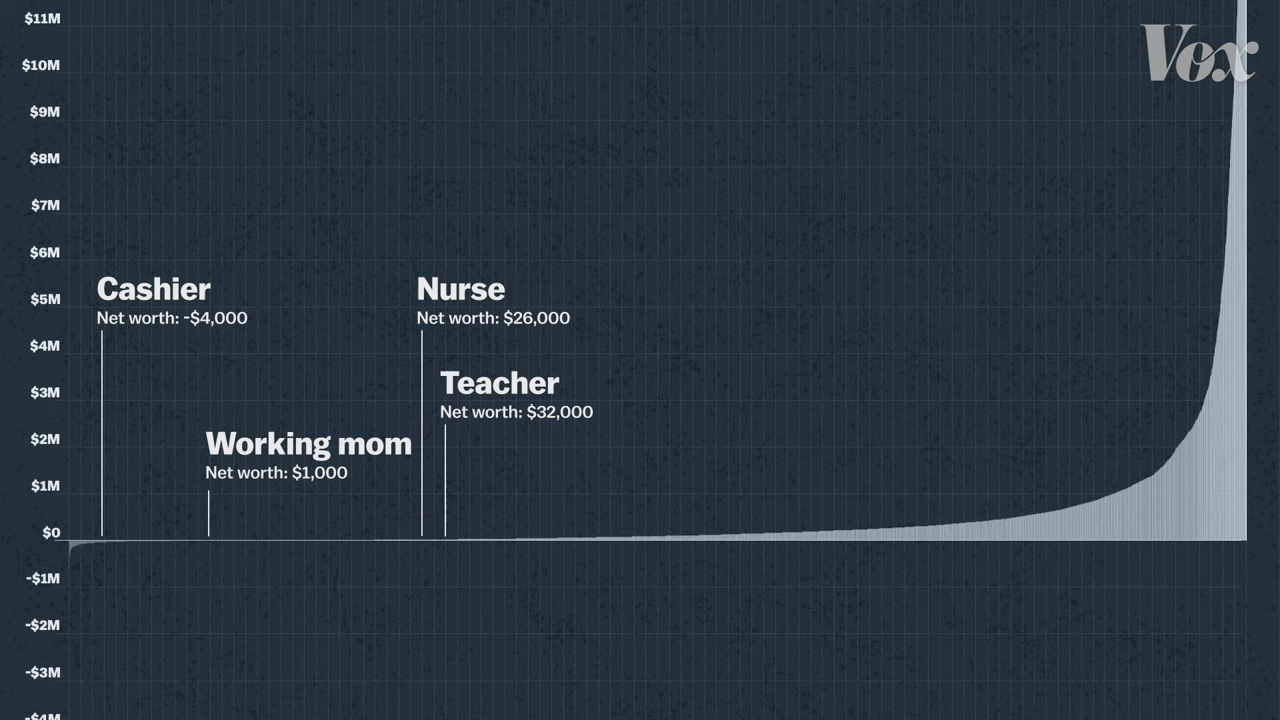 $11M
Vox
$10M
$9M
$8M
$7M
$6M
Cashier
Net worth: -$4,000
Nurse
Net worth: $26,000
$5M
$4M
Teacher
Net worth: $32,000
$3M
$2M
Working mom
Net worth: $1,000
$1M
$0
-$1M
-$2M
-$3M
-$4M